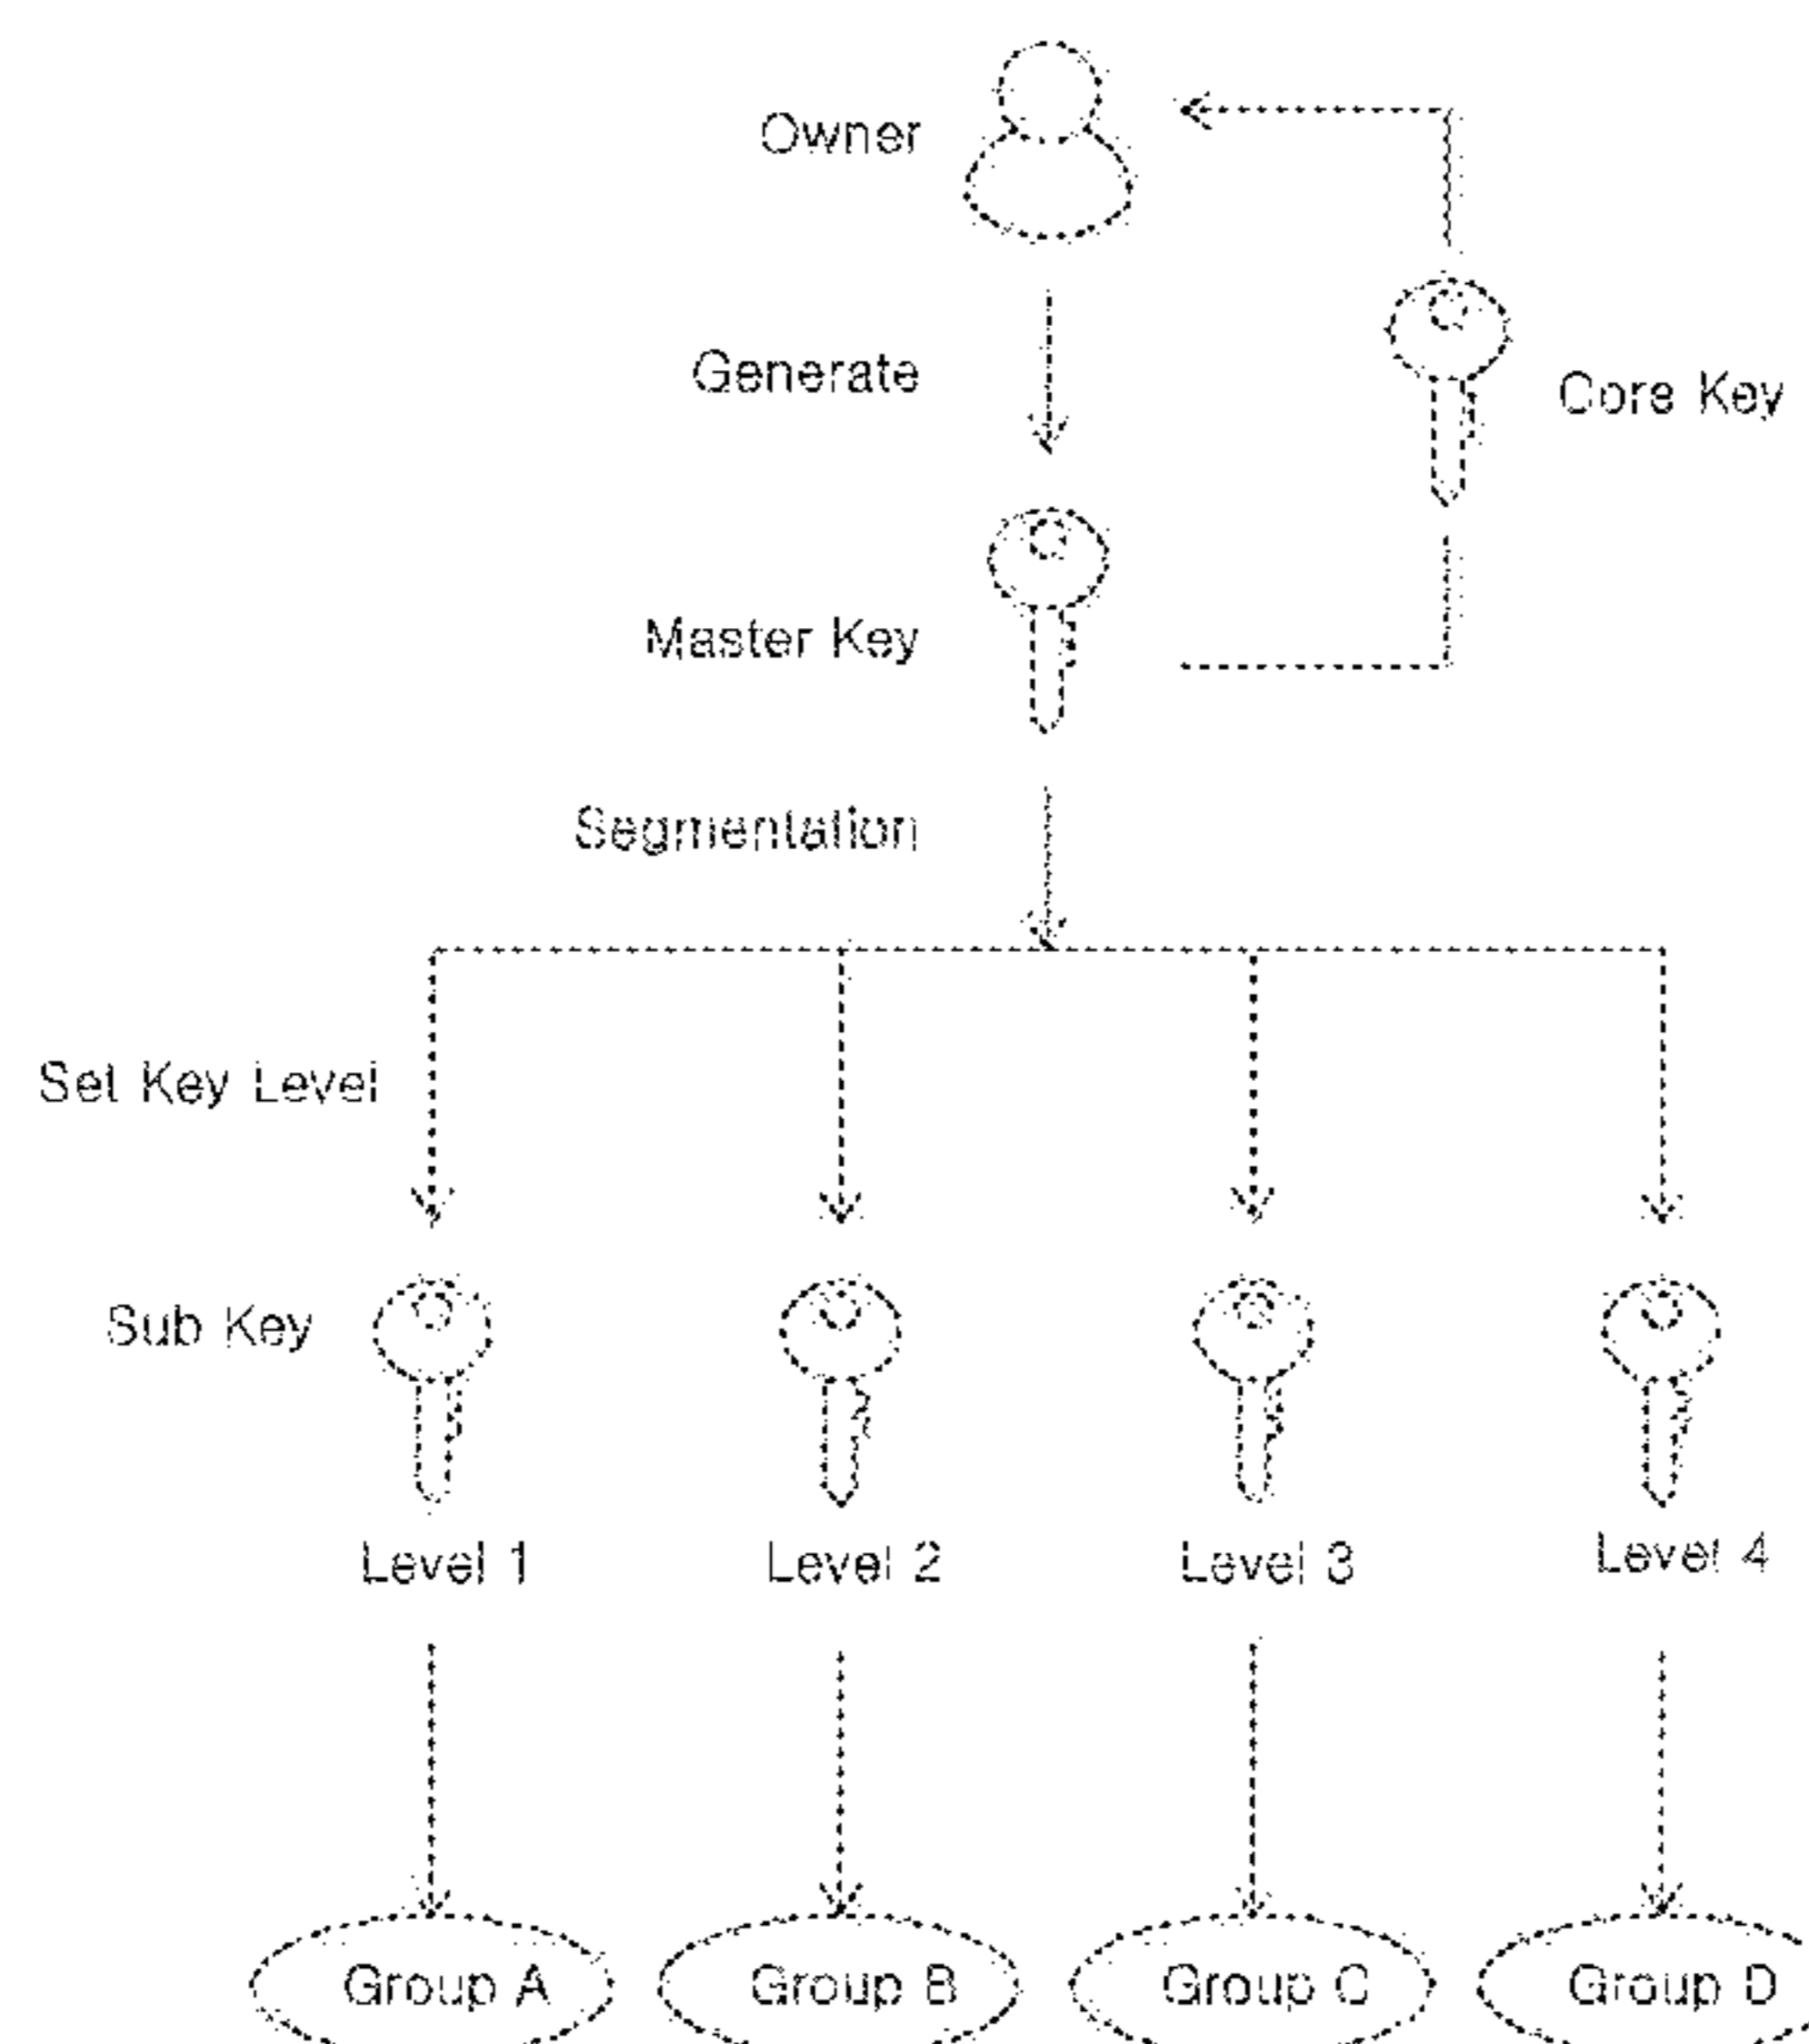 Owner
Generate
Core Key
Master Key
Segmentation
Set Key Level
Sub Key
Level 1
Level 2
Level 3
Level 4
Group A
Group B
Group C
Group D